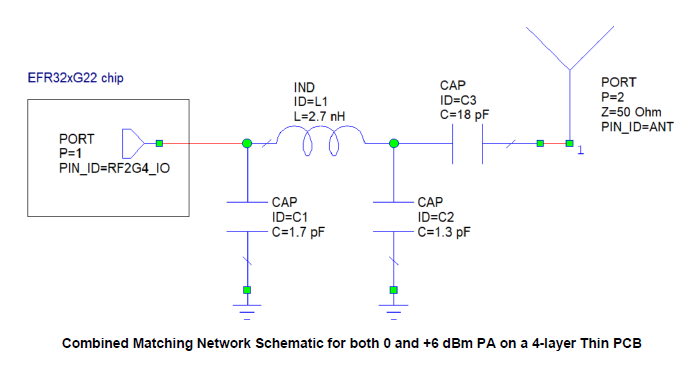 EFR32xG22 chip
PORT
P=1
PIN_ID=RF2G4_IO
IND
ID=L1
L=2.7 nH
CAP
ID=C3
C=18 pF
PORT
P=2
Z=50 Ohm
PIN_ID=ANT
1
CAP
ID=C1
C=1.7 pF
CAP
ID=C2
C=1.3 pF
Combined Matching Network Schematic for both 0 and +6 dBm PA on a 4-layer Thin PCB